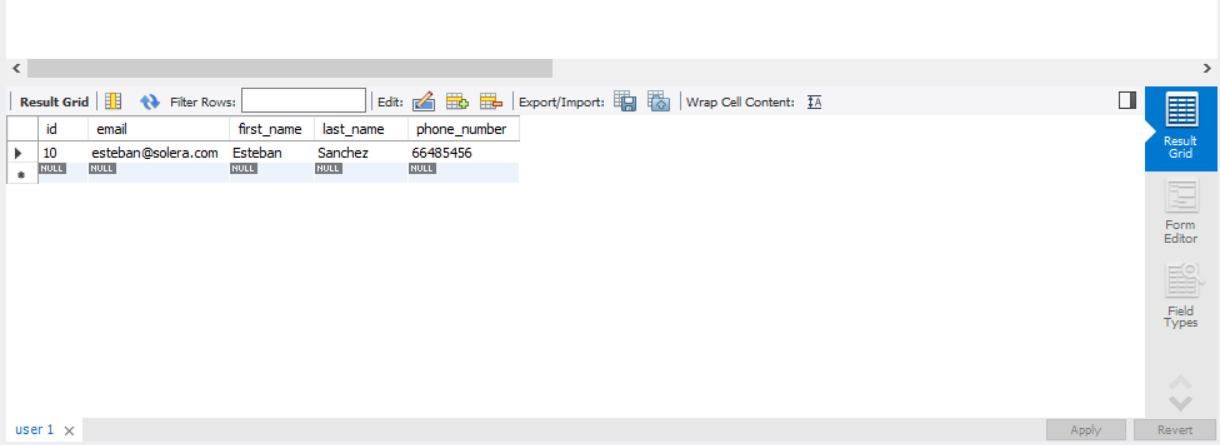 Result Grid Filter Rows: Edit: Export/Import: Wrap Cell Content: IA
id email first_name last_name phone_number
10 esteban@solera.com Esteban Sanchez 66485456
NULL NULL NULL NULL NULL
Result
Grid
Form
Editor
Field
Types
user 1 Apply Revert